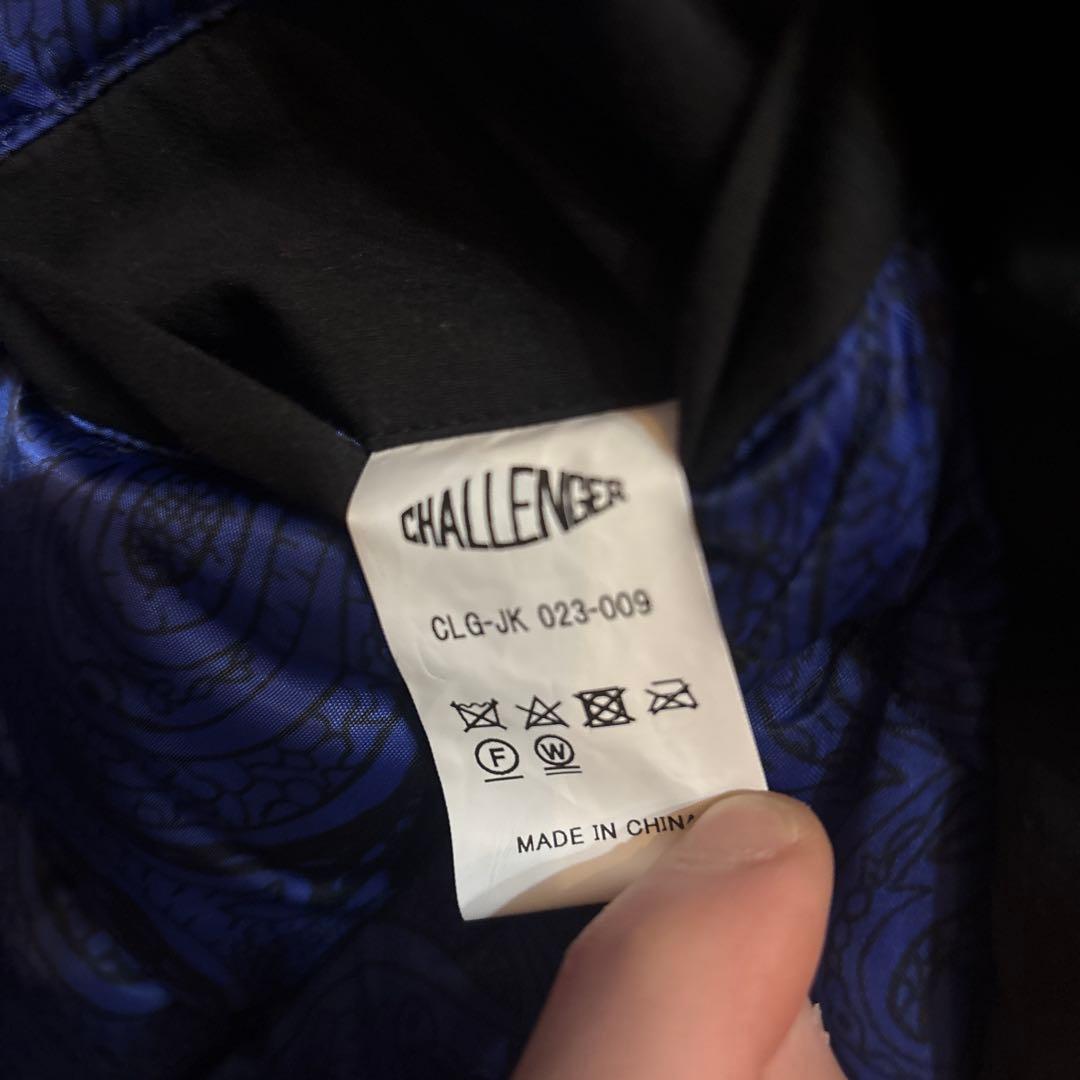 CHALLENGER
CLG-JK 023-009
F W
MADE IN CHINA